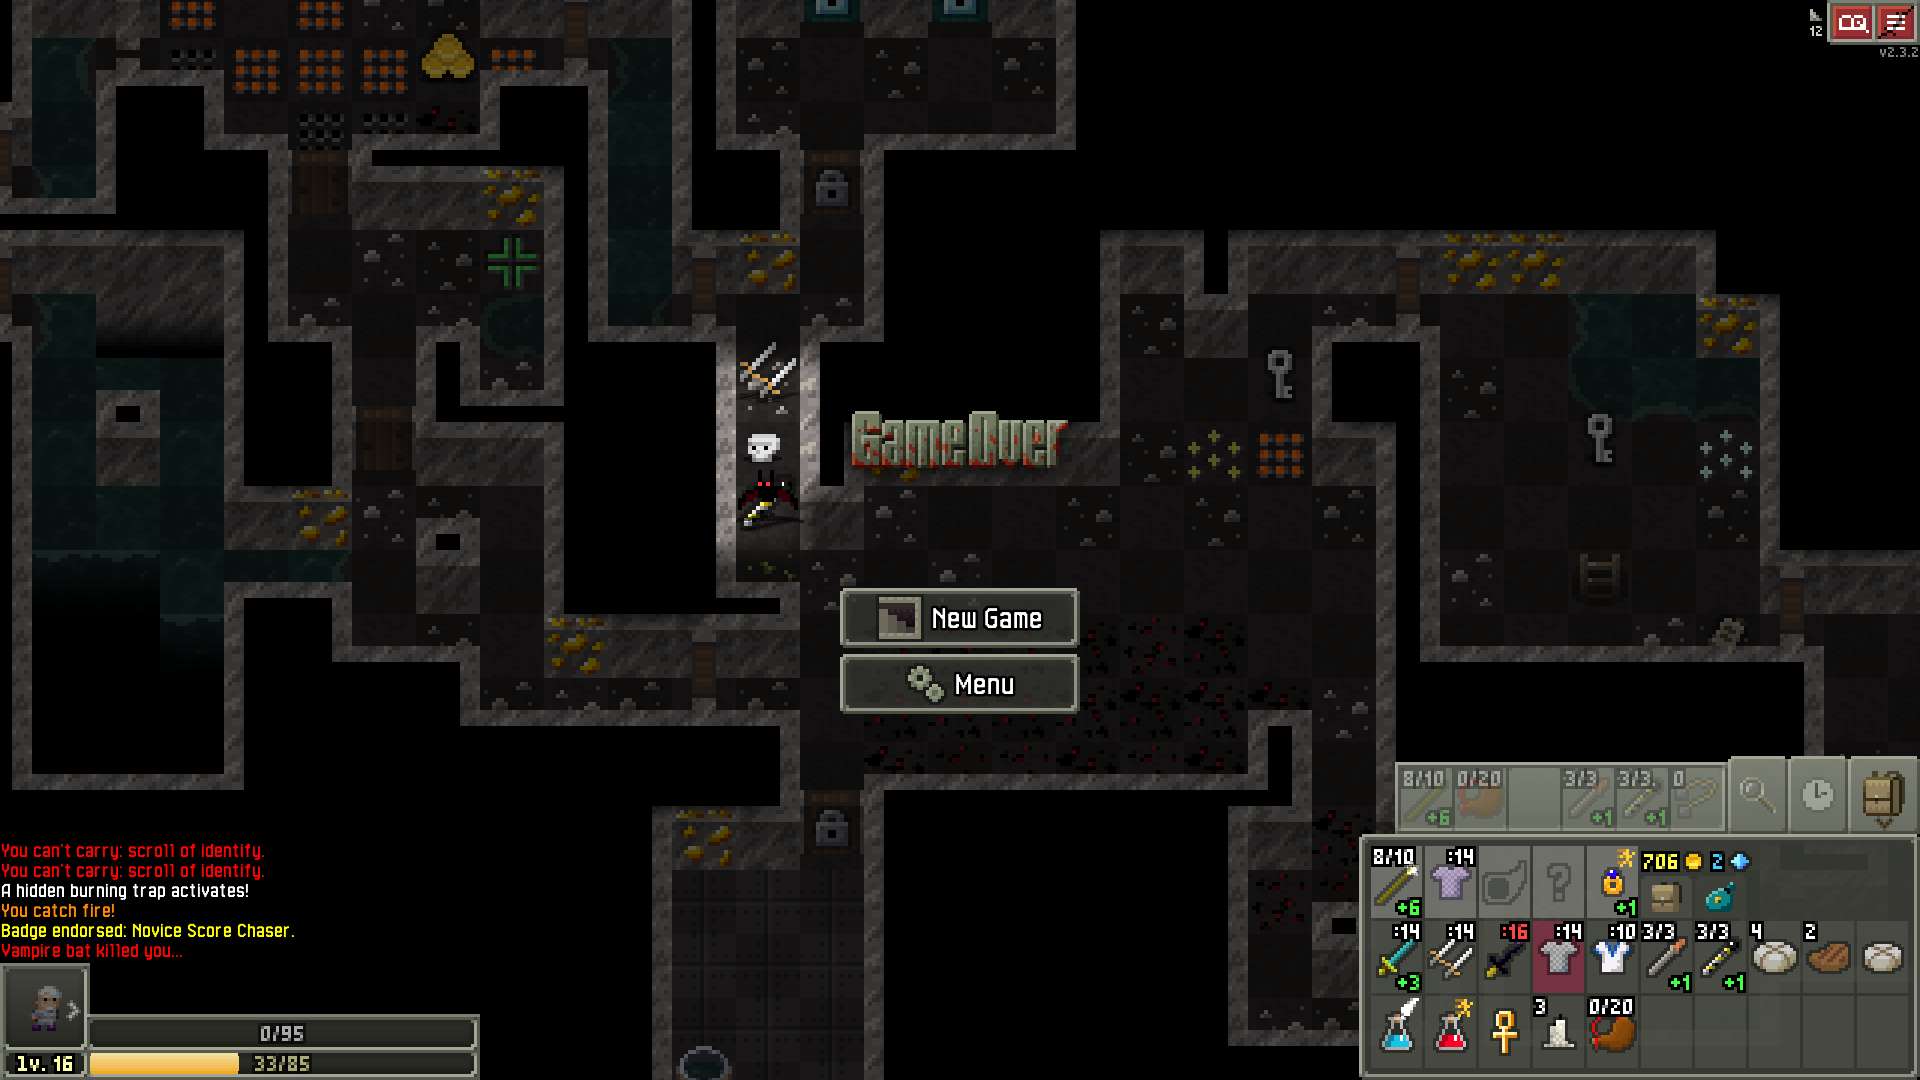 12
v2.3.2
Game Over
New Game
Menu
8/10 0/20 3/3 3/3 0
+6 +1 +1
8/10 :14 706 2
+6 +1
:14 :14 :16 :14 :10 3/3 3/3 4 2
+3 +1 +1
3 0/20
You can't carry: scroll of identify.
You can't carry: scroll of identify.
A hidden burning trap activates!
You catch fire!
Badge endorsed: Novice Score Chaser.
Vampire bat killed you...
0/95
lv. 16 33/85